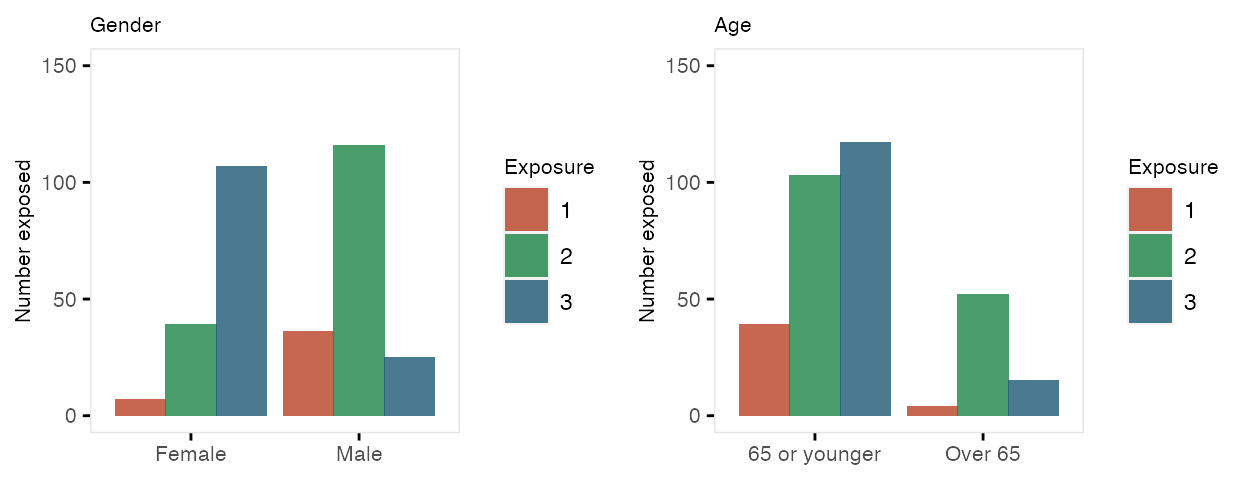 Gender
Number exposed
150
100
50
0
Female
Male
Exposure
1
2
3
Age
Number exposed
150
100
50
0
65 or younger
Over 65
Exposure
1
2
3